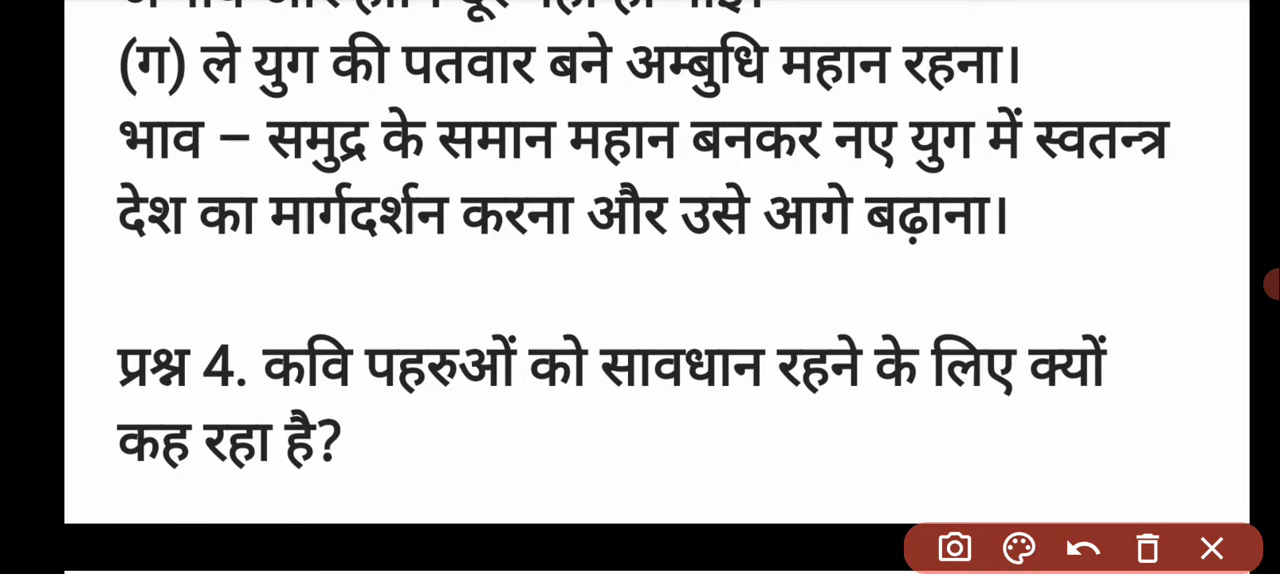 (ग) ले युग की पतवार बने अम्बुधि महान रहना।
भाव – समुद्र के समान महान बनकर नए युग में स्वतन्त्र
देश का मार्गदर्शन करना और उसे आगे बढ़ाना।
प्रश्न 4. कवि पहरुओं को सावधान रहने के लिए क्यों
कह रहा है?